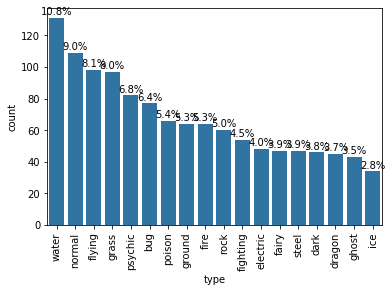 10.8%
9.0%
8.1%
8.0%
6.8%
6.4%
5.4%
5.3%
5.3%
5.0%
4.5%
4.0%
3.9%
3.9%
3.8%
3.7%
3.5%
2.8%
120
100
80
60
40
20
0
count
water
normal
flying
grass
psychic
bug
poison
ground
fire
rock
fighting
electric
fairy
steel
dark
dragon
ghost
ice
type